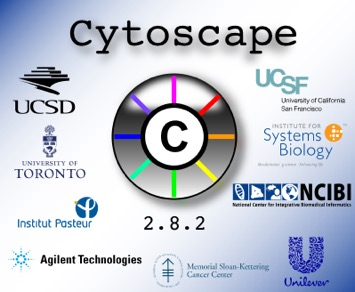 Cytoscape
UCSD
UCSF
University of California
San Francisco
UNIVERSITY OF
TORONTO
C
INSTITUTE FOR
Systems
Biology
Institut Pasteur
NCIBI
National Center for Integrative Biomedical Informatics
2.8.2
Agilent Technologies
Memorial Sloan-Kettering
Cancer Center
Unilever